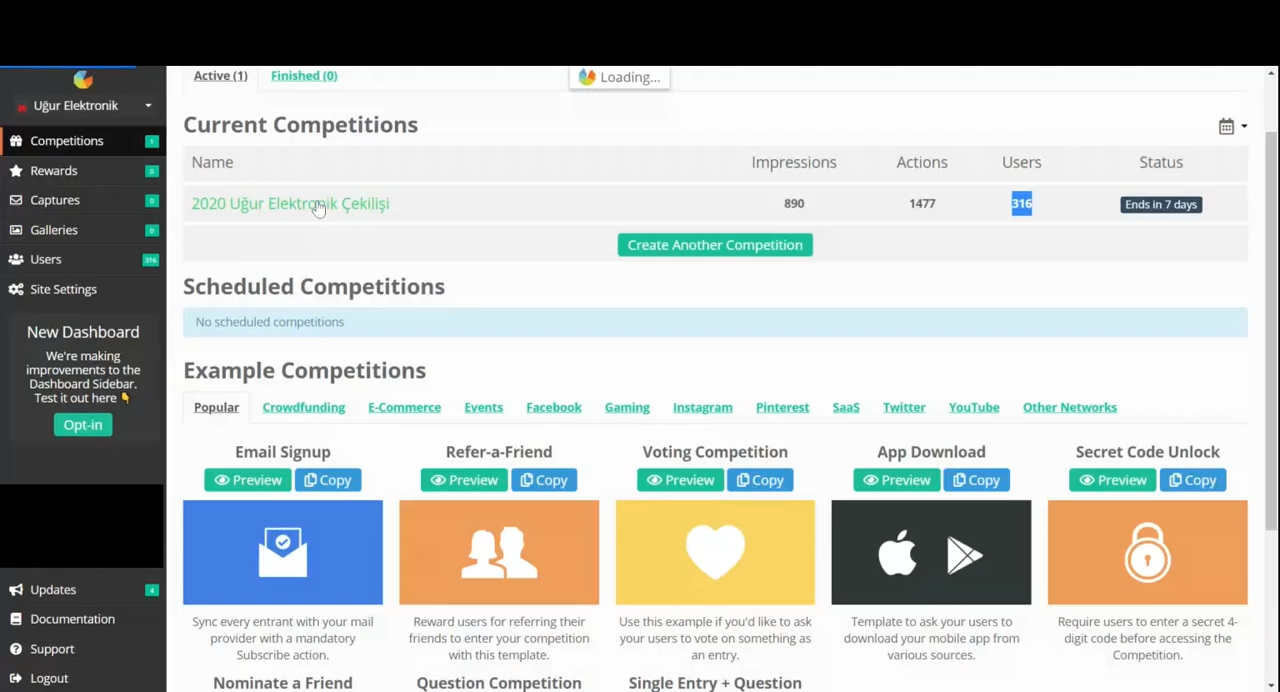 Active (1)
Finished (0)
Loading...
Uğur Elektronik
Competitions
1
Rewards
0
Captures
0
Galleries
0
Users
316
Site Settings
New Dashboard
We're making
improvements to the
Dashboard Sidebar.
Test it out here
Opt-in
Updates
4
Documentation
Support
Logout
Current Competitions
Name
Impressions
Actions
Users
Status
2020 Uğur Elektronik Çekilişi
890
1477
316
Ends in 7 days
Create Another Competition
Scheduled Competitions
No scheduled competitions
Example Competitions
Popular
Crowdfunding
E-Commerce
Events
Facebook
Gaming
Instagram
Pinterest
SaaS
Twitter
YouTube
Other Networks
Email Signup
Preview
Copy
Sync every entrant with your mail
provider with a mandatory
Subscribe action.
Refer-a-Friend
Preview
Copy
Reward users for referring their
friends to enter your competition
with this template.
Voting Competition
Preview
Copy
Use this example if you'd like to ask
your users to vote on something as
an entry.
App Download
Preview
Copy
Template to ask your users to
download your mobile app from
various sources.
Secret Code Unlock
Preview
Copy
Require users to enter a secret 4-
digit code before accessing the
Competition.
Nominate a Friend
Question Competition
Single Entry + Question